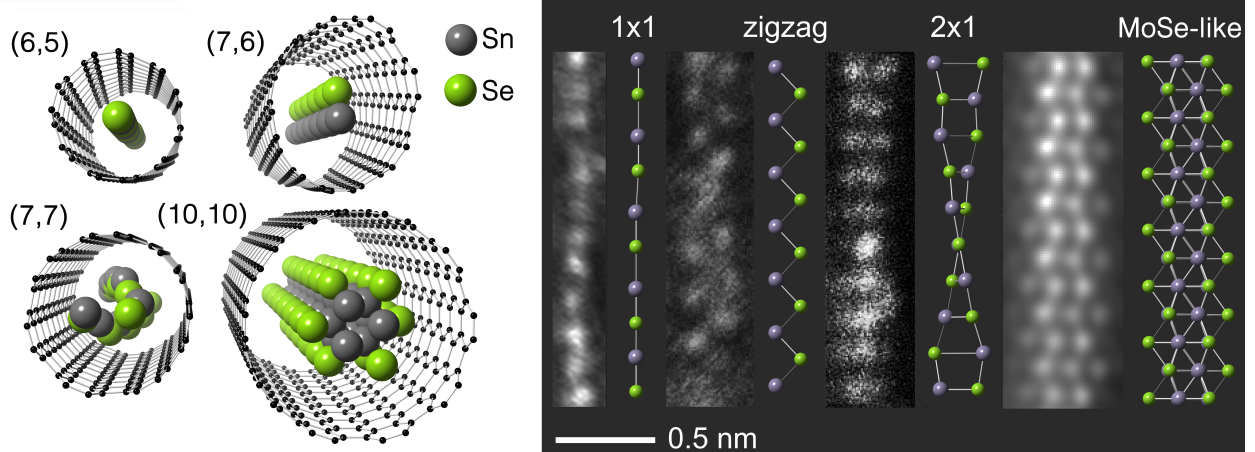 (6,5)
(7,6)
Sn
Se
(7,7)
(10,10)
1x1
zigzag
2x1
MoSe-like
0.5 nm